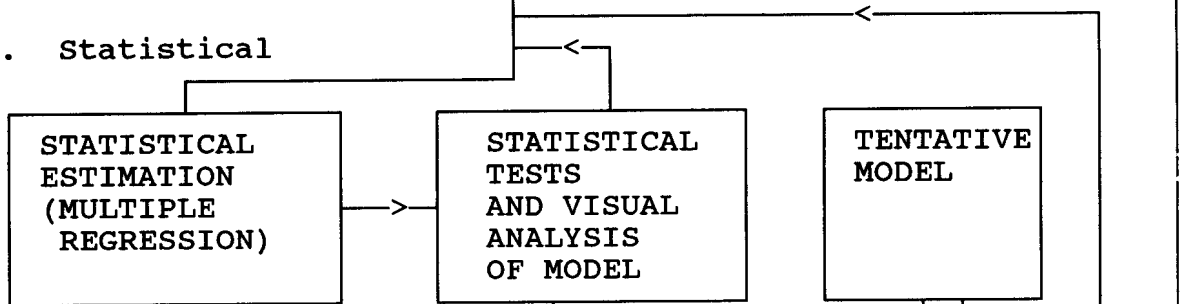 . Statistical
STATISTICAL
ESTIMATION
(MULTIPLE
REGRESSION)
STATISTICAL
TESTS
AND VISUAL
ANALYSIS
OF MODEL
TENTATIVE
MODEL